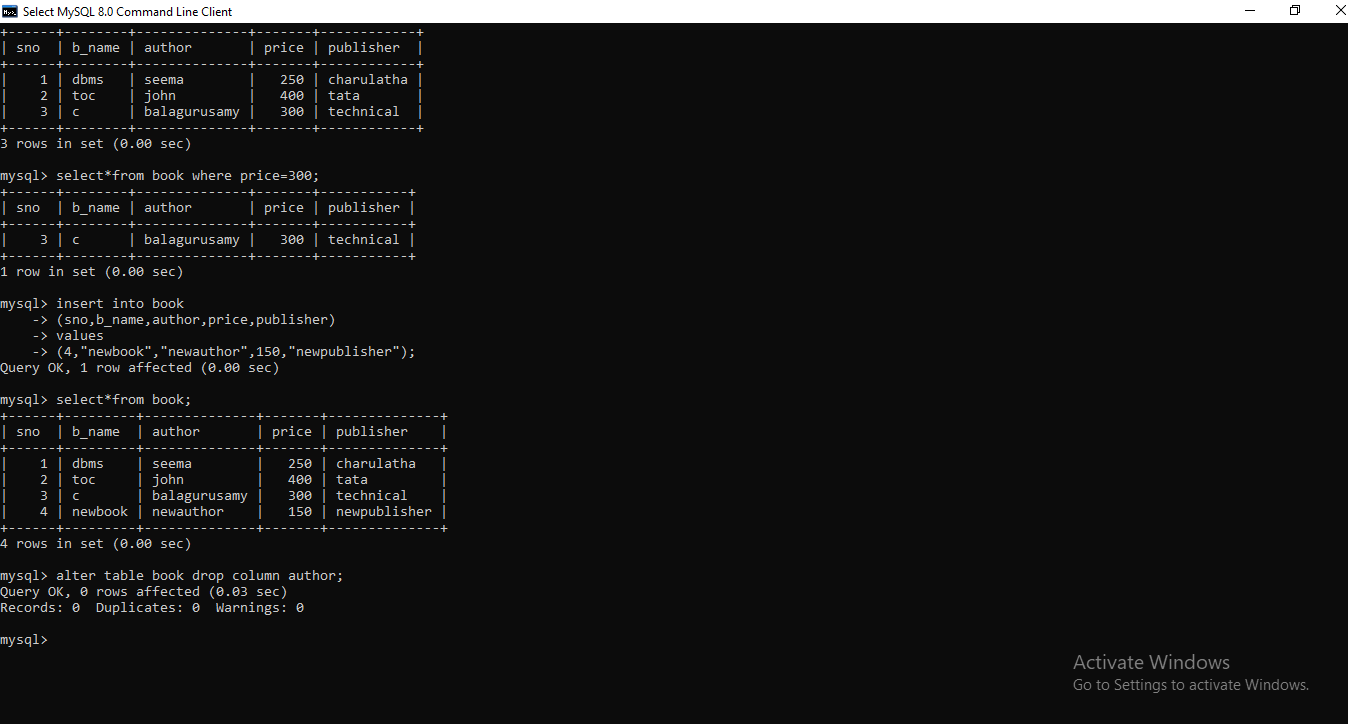 Select MySQL 8.0 Command Line Client
+------+--------+--------------+-------+------------+
| sno  | b_name | author       | price | publisher  |
+------+--------+--------------+-------+------------+
|    1 | dbms   | seema        |   250 | charulatha |
|    2 | toc    | john         |   400 | tata       |
|    3 | c      | balagurusamy |   300 | technical  |
+------+--------+--------------+-------+------------+
3 rows in set (0.00 sec)
mysql> select*from book where price=300;
+------+--------+--------------+-------+-----------+
| sno  | b_name | author       | price | publisher |
+------+--------+--------------+-------+-----------+
|    3 | c      | balagurusamy |   300 | technical |
+------+--------+--------------+-------+-----------+
1 row in set (0.00 sec)
mysql> insert into book
    -> (sno,b_name,author,price,publisher)
    -> values
    -> (4,"newbook","newauthor",150,"newpublisher");
Query OK, 1 row affected (0.00 sec)
mysql> select*from book;
+------+---------+--------------+-------+--------------+
| sno  | b_name  | author       | price | publisher    |
+------+---------+--------------+-------+--------------+
|    1 | dbms    | seema        |   250 | charulatha   |
|    2 | toc     | john         |   400 | tata         |
|    3 | c       | balagurusamy |   300 | technical    |
|    4 | newbook | newauthor    |   150 | newpublisher |
+------+---------+--------------+-------+--------------+
4 rows in set (0.00 sec)
mysql> alter table book drop column author;
Query OK, 0 rows affected (0.03 sec)
Records: 0  Duplicates: 0  Warnings: 0
mysql>
Activate Windows
Go to Settings to activate Windows.